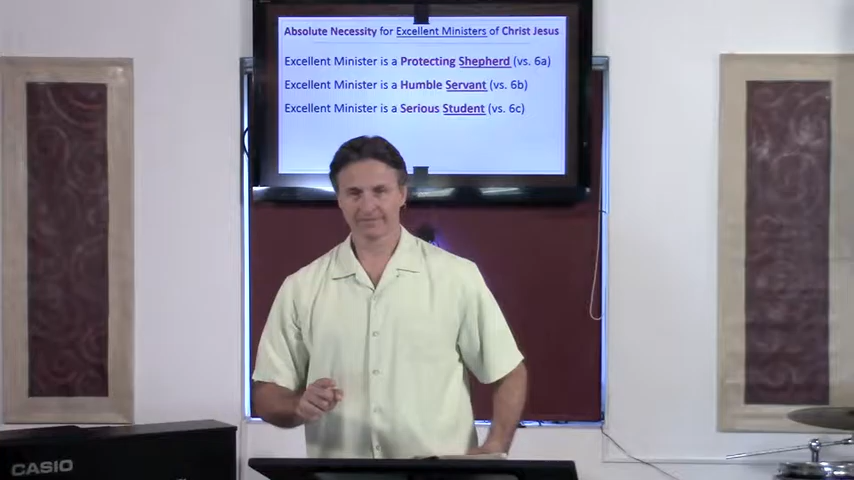 Absolute Necessity for Excellent Ministers of Christ Jesus
Excellent Minister is a Protecting Shepherd (vs. 6a)
Excellent Minister is a Humble Servant (vs. 6b)
Excellent Minister is a Serious Student (vs. 6c)
CASIO